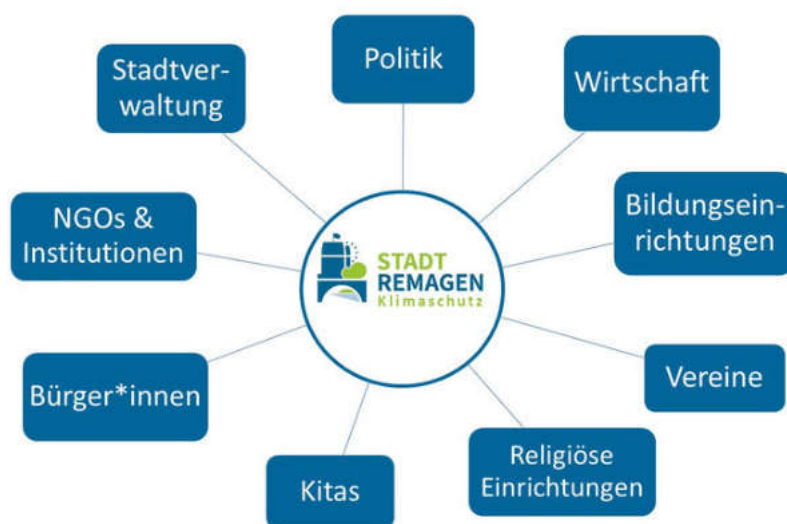 Politik
Stadtver-
waltung
Wirtschaft
NGOs &
Institutionen
Bildungsein-
richtungen
STADT
REMAGEN
Klimaschutz
Bürger*innen
Vereine
Kitas
Religiöse
Einrichtungen